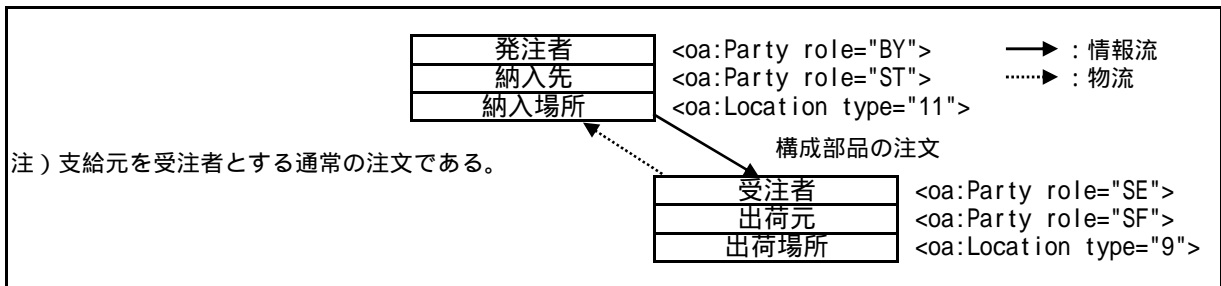 発注者 <oa:Party role="BY"> :情報流
納入先 <oa:Party role="ST"> :物流
納入場所 <oa:Location type="11">
構成部品の注文
注)支給元を受注者とする通常の注文である。
受注者 <oa:Party role="SE">
出荷元 <oa:Party role="SF">
出荷場所 <oa:Location type="9">